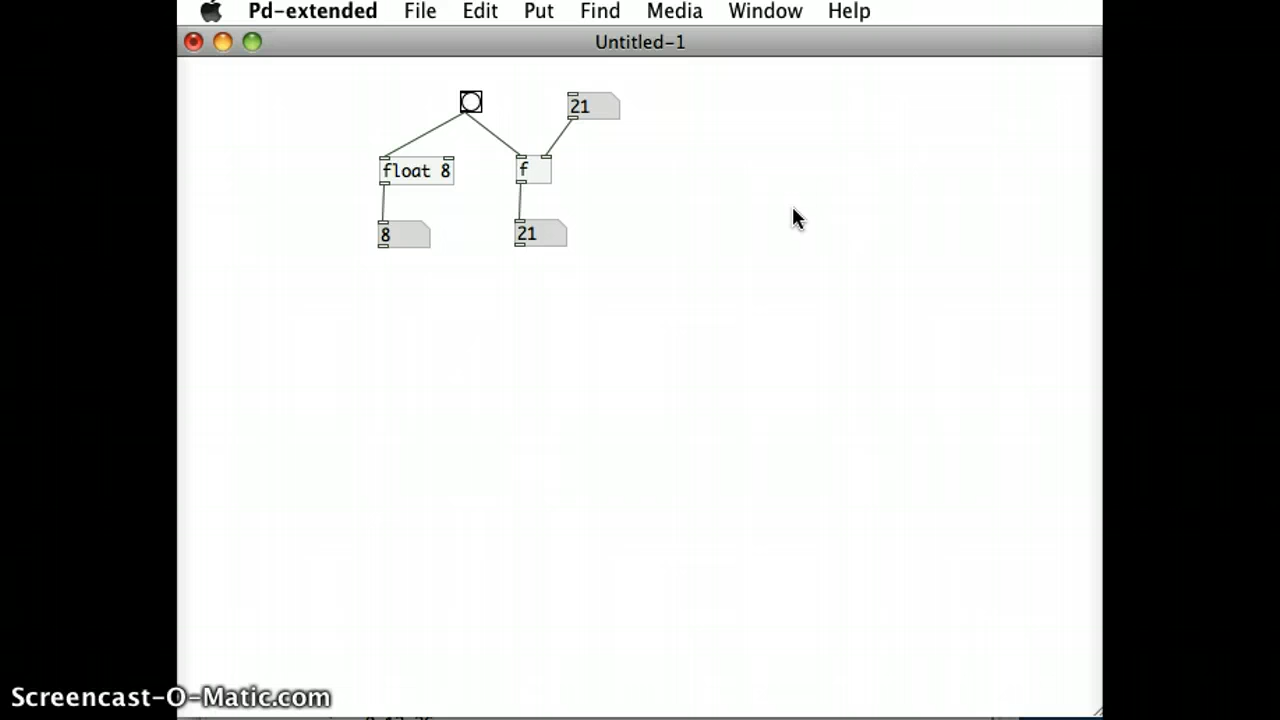 Pd-extended File Edit Put Find Media Window Help
Untitled-1
21
float 8
f
8
21
Screencast-O-Matic.com